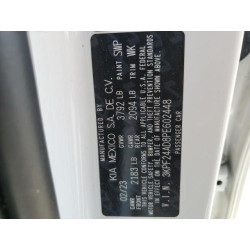 KIA MEXICO S.A. DE C.V. PAINT SWP
02/23 GVWR 3792 LB TRIM WK
GAWR
FRONT 2183 LB REAR 2094 LB
THIS VEHICLE CONFORMS TO ALL APPLICABLE U.S. FEDERAL
MOTOR VEHICLE SAFETY, BUMPER, AND THEFT PREVENTION STANDARDS
IN EFFECT ON THE DATE OF MANUFACTURE SHOWN ABOVE
V.I.N. 3KPF24AD8PE602448
PASSENGER CAR